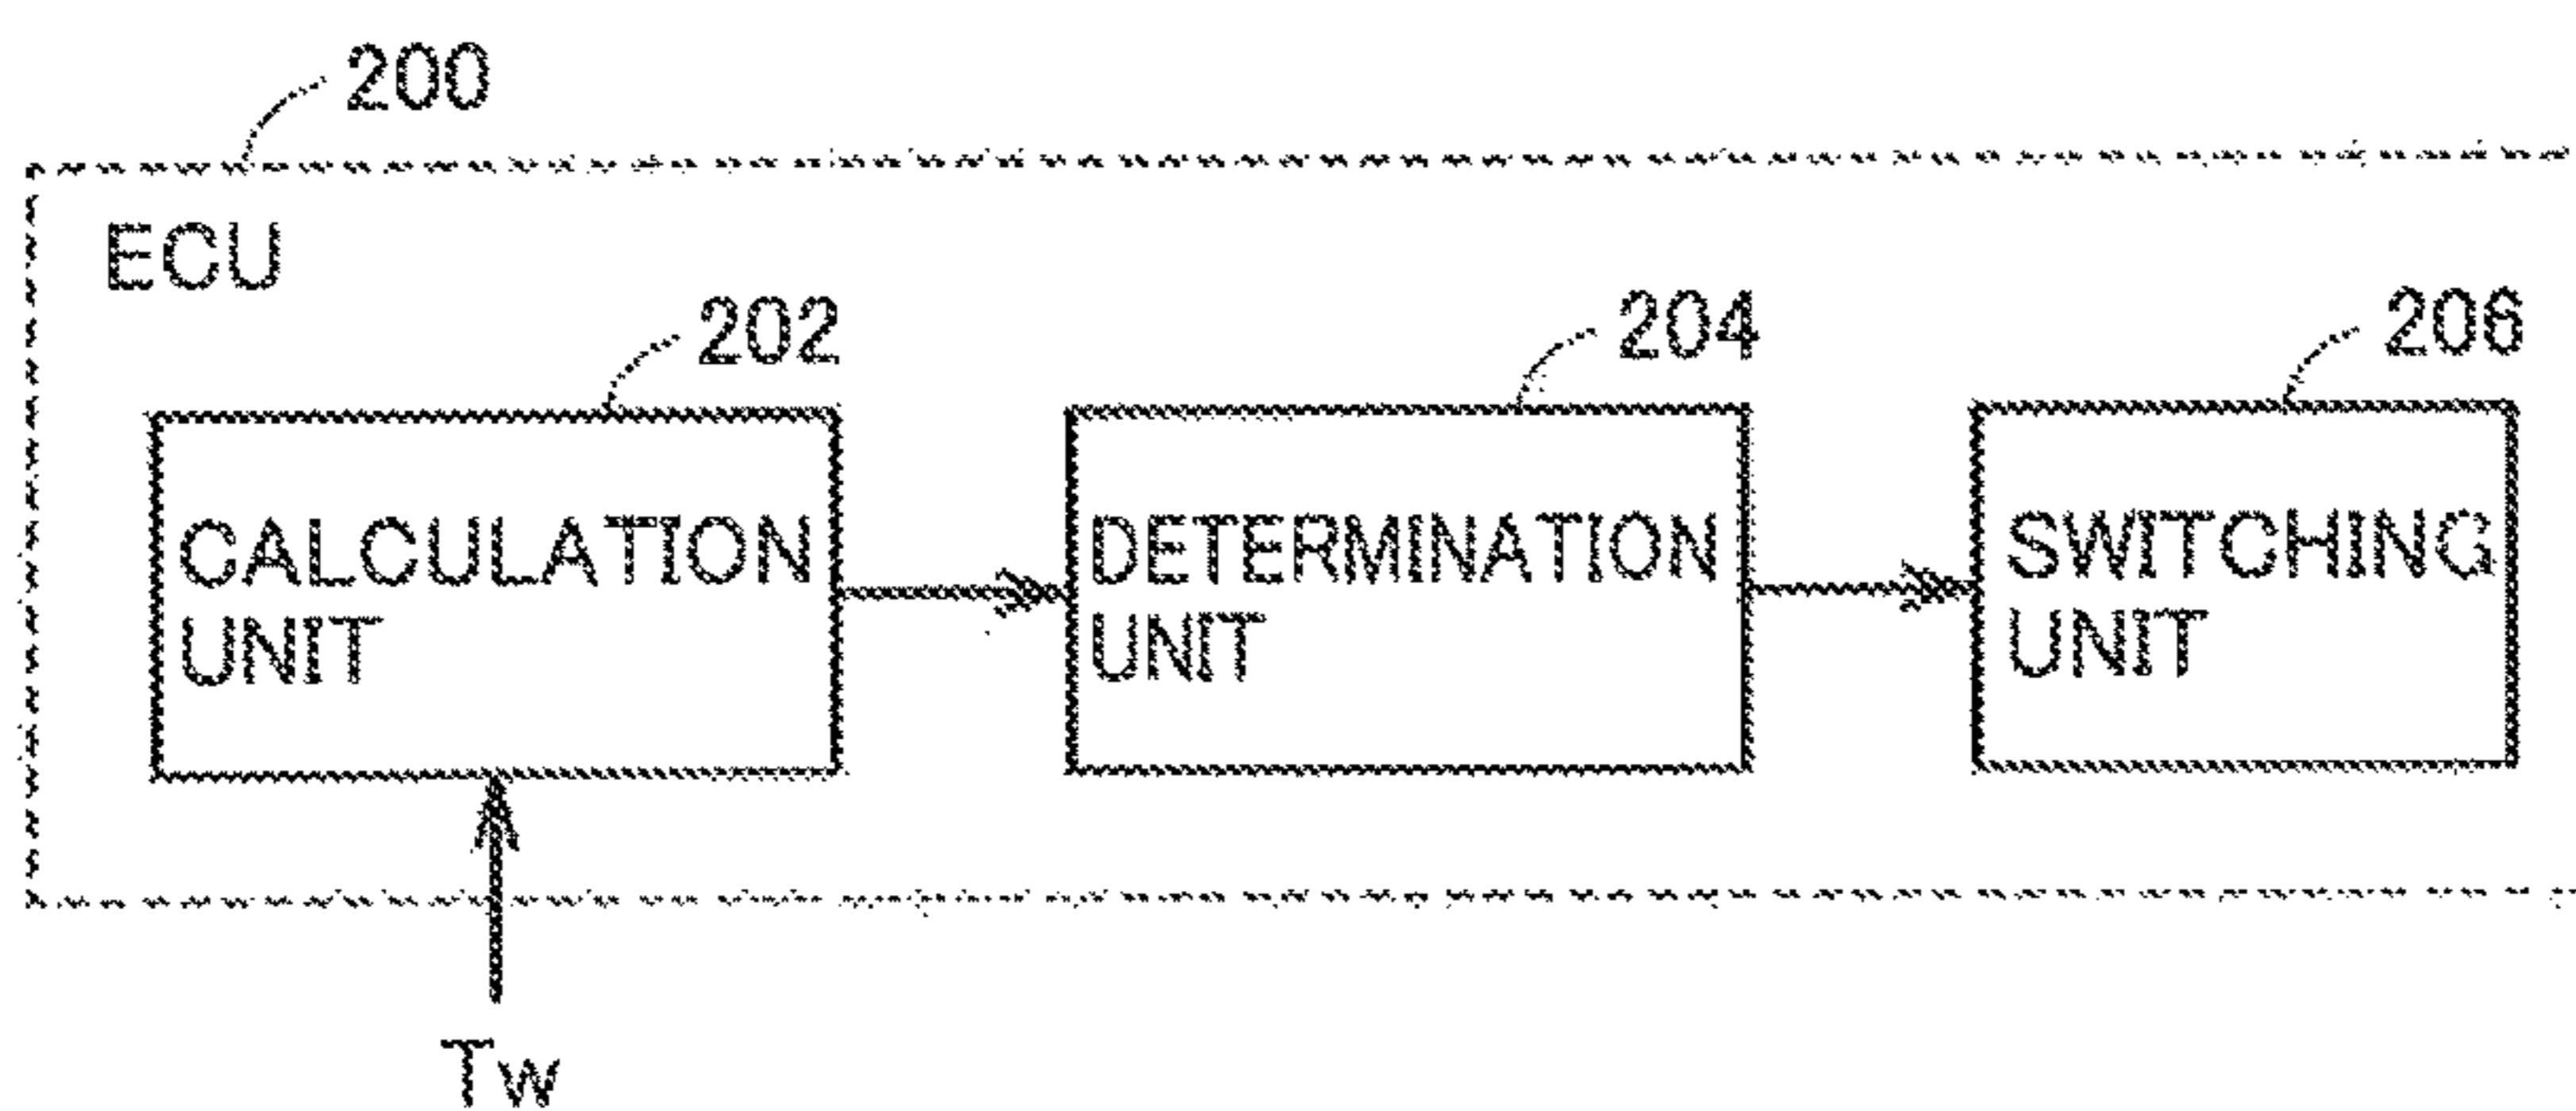 200
ECU
202
204
206
CALCULATION
UNIT
DETERMINATION
UNIT
SWITCHING
UNIT
Tw